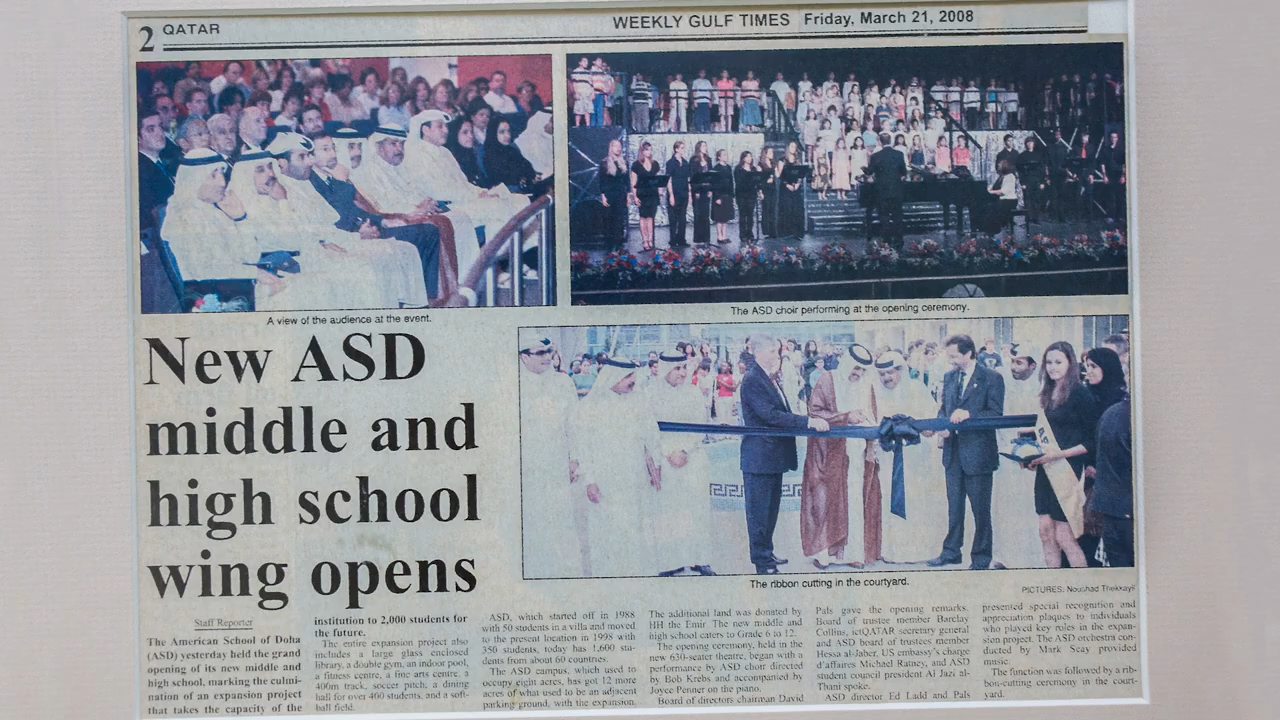 2 QATAR
WEEKLY GULF TIMES Friday, March 21, 2008
A view of the audience at the event.
The ASD choir performing at the opening ceremony.
New ASD
middle and
high school
wing opens
The ribbon cutting in the courtyard.
PICTURES: Noushad Thekkayil
Staff Reporter
The American School of Doha
(ASD) yesterday held the grand
opening of its new middle and
high school, marking the culmi-
nation of an expansion project
that takes the capacity of the
institution to 2,000 students for
the future.
The entire expansion project also
includes a large glass enclosed
library, a double gym, an indoor pool,
a fitness centre, a fine arts centre, a
400m track, soccer pitch, a dining
hall for over 400 students, and a soft-
ball field.
ASD, which started off in 1988
with 50 students in a villa and moved
to the present location in 1998 with
350 students, today has 1,600 stu-
dents from about 60 countries.
The ASD campus, which used to
occupy eight acres, has got 12 more
acres of what used to be an adjacent
parking ground, with the expansion.
The additional land was donated by
HH the Emir. The new middle and
high school caters to Grade 6 to 12.
The opening ceremony, held in the
new 630-seater theatre, began with a
performance by ASD choir directed
by Bob Krebs and accompanied by
Joyce Penner on the piano.
Board of directors chairman David
Pals gave the opening remarks.
Board of trustee member Barclay
Collins, ictQATAR secretary general
and ASD board of trustees member
Hessa al-Jaber, US embassy's charge
d'affaires Michael Ratney, and ASD
student council president Al Jazi al-
Thani spoke.
ASD director Ed Ladd and Pals
presented special recognition and
appreciation plaques to individuals
who played key roles in the expan-
sion project. The ASD orchestra con-
ducted by Mark Seay provided
music.
The function was followed by a rib-
bon-cutting ceremony in the court-
yard.